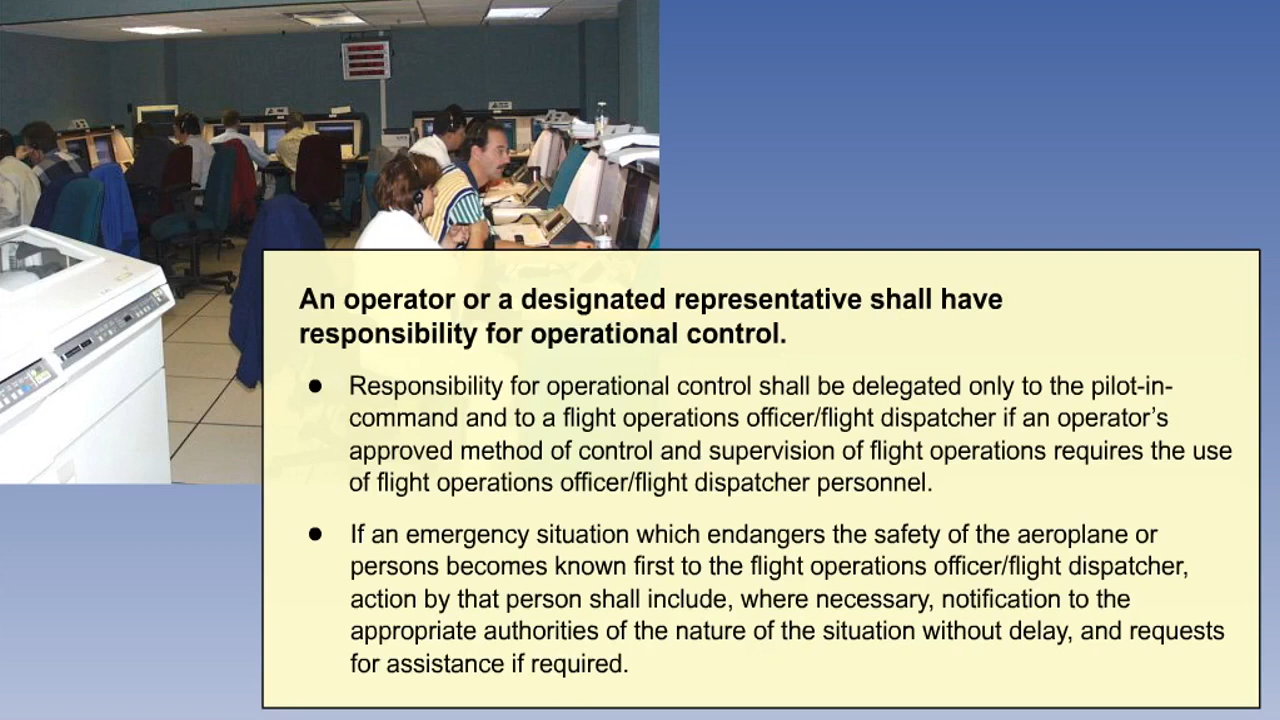 An operator or a designated representative shall have
responsibility for operational control.
● Responsibility for operational control shall be delegated only to the pilot-in-
command and to a flight operations officer/flight dispatcher if an operator’s
approved method of control and supervision of flight operations requires the use
of flight operations officer/flight dispatcher personnel.
● If an emergency situation which endangers the safety of the aeroplane or
persons becomes known first to the flight operations officer/flight dispatcher,
action by that person shall include, where necessary, notification to the
appropriate authorities of the nature of the situation without delay, and requests
for assistance if required.